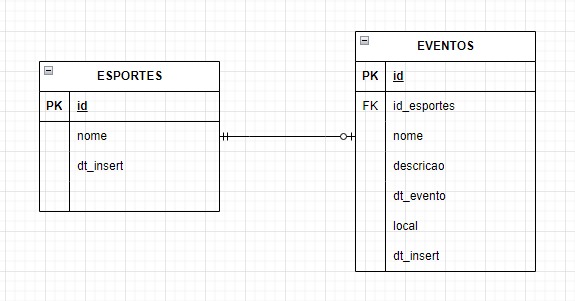 ESPORTES
PK id
nome
dt_insert
EVENTOS
PK id
FK id_esportes
nome
descricao
dt_evento
local
dt_insert